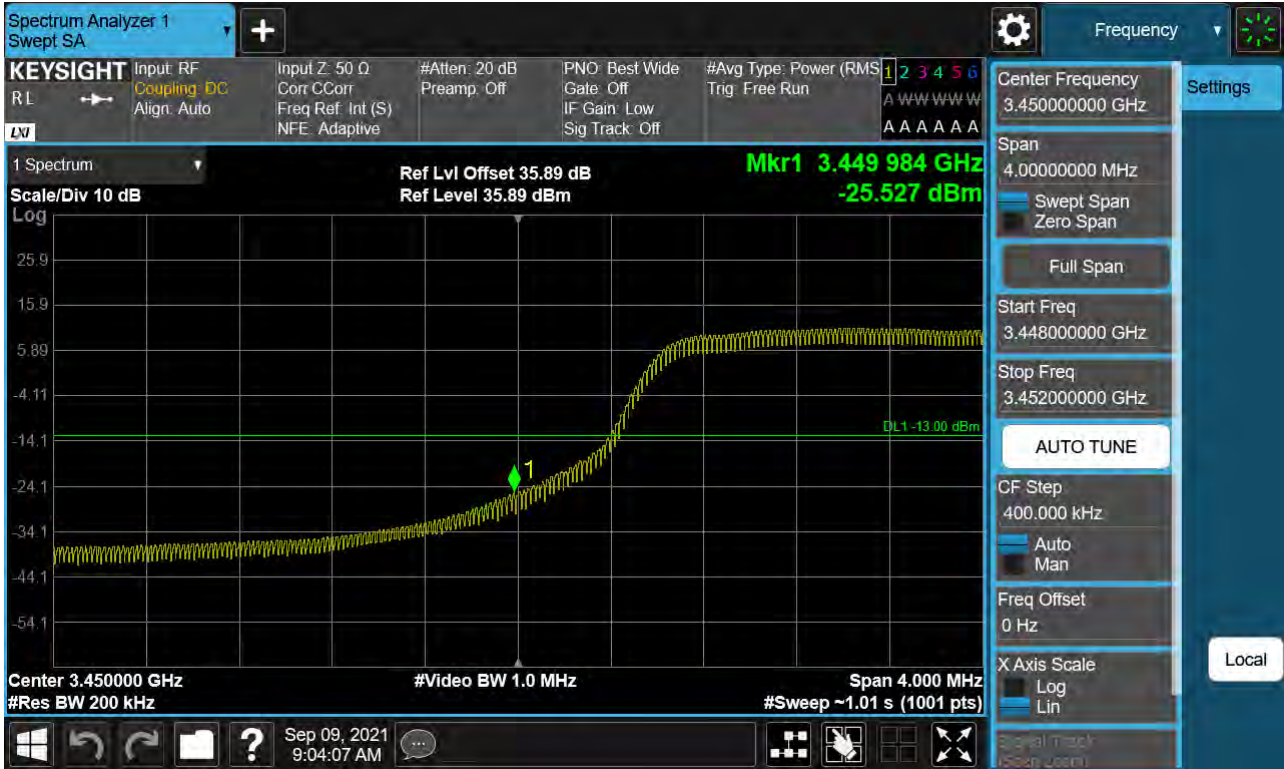 Spectrum Analyzer 1
Swept SA
Frequency
KEYSIGHT
R L
LXI
Input: RF
Coupling: DC
Align: Auto
Input Z: 50 Ω
Corr CCorr
Freq Ref: Int (S)
NFE: Adaptive
#Atten: 20 dB
Preamp: Off
PNO: Best Wide
Gate: Off
IF Gain: Low
Sig Track: Off
#Avg Type: Power (RMS
Trig: Free Run
1 2 3 4 5 6
A W W W W W
A A A A A A
1 Spectrum
Scale/Div 10 dB
Ref Lvl Offset 35.89 dB
Ref Level 35.89 dBm
Mkr1 3.449 984 GHz
-25.527 dBm
Log
25.9
15.9
5.89
-4.11
-14.1
-24.1
-34.1
-44.1
-54.1
DL1 -13.00 dBm
1
Center 3.450000 GHz
#Res BW 200 kHz
#Video BW 1.0 MHz
Span 4.000 MHz
#Sweep ~1.01 s (1001 pts)
Center Frequency
3.450000000 GHz
Settings
Span
4.00000000 MHz
Swept Span
Zero Span
Full Span
Start Freq
3.448000000 GHz
Stop Freq
3.452000000 GHz
AUTO TUNE
CF Step
400.000 kHz
Auto
Man
Freq Offset
0 Hz
X Axis Scale
Log
Lin
Local
Signal Track
(Span Zoom)
?
Sep 09, 2021
9:04:07 AM